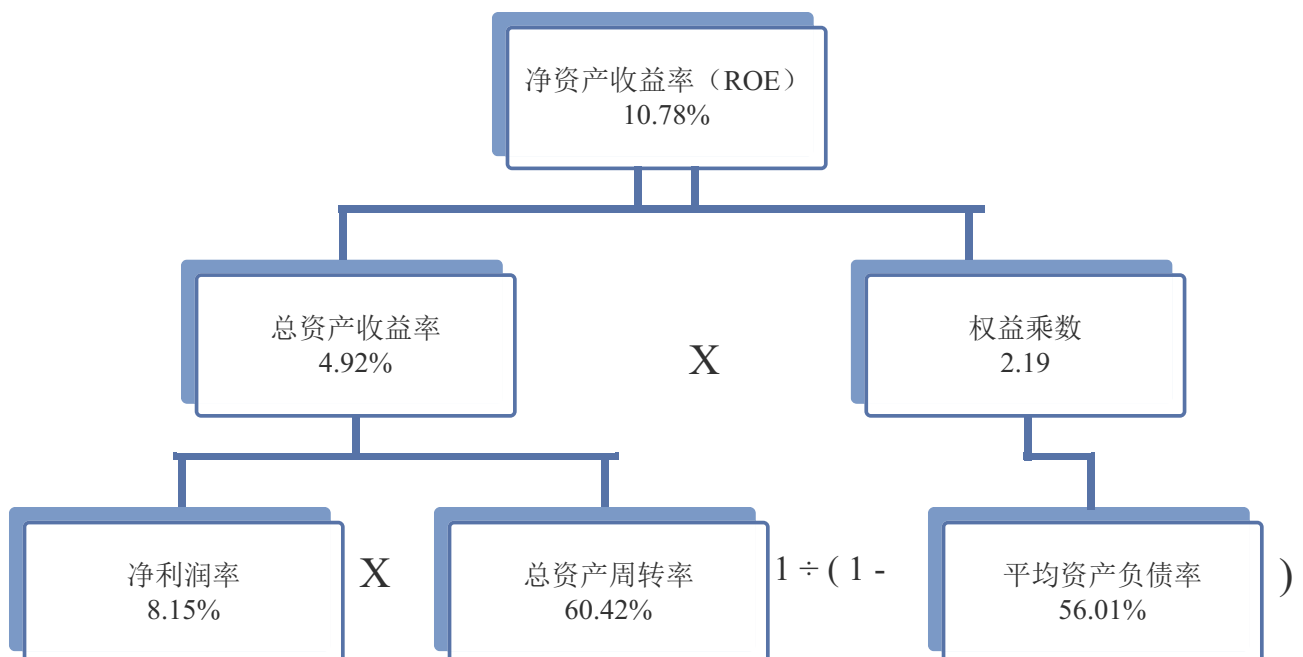 净资产收益率（ROE）
10.78%
总资产收益率
4.92%
X
权益乘数
2.19
净利润率
8.15%
X
总资产周转率
60.42%
1 ÷ ( 1 -
平均资产负债率
56.01%
)